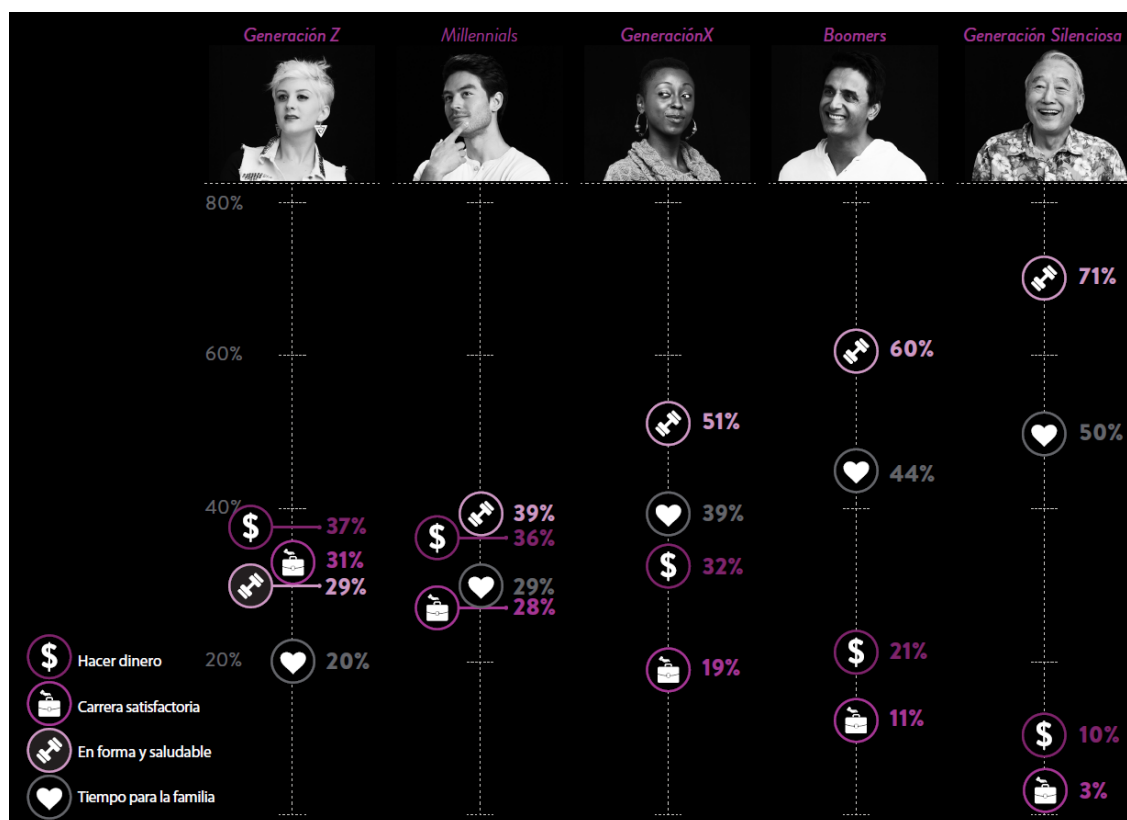 Generación Z
Millennials
GeneraciónX
Boomers
Generación Silenciosa
80%
71%
60%
60%
51%
50%
44%
40%
39%
39%
37%
36%
32%
31%
29%
29%
28%
20%
20%
19%
21%
11%
10%
3%
$ Hacer dinero
Carrera satisfactoria
En forma y saludable
Tiempo para la familia